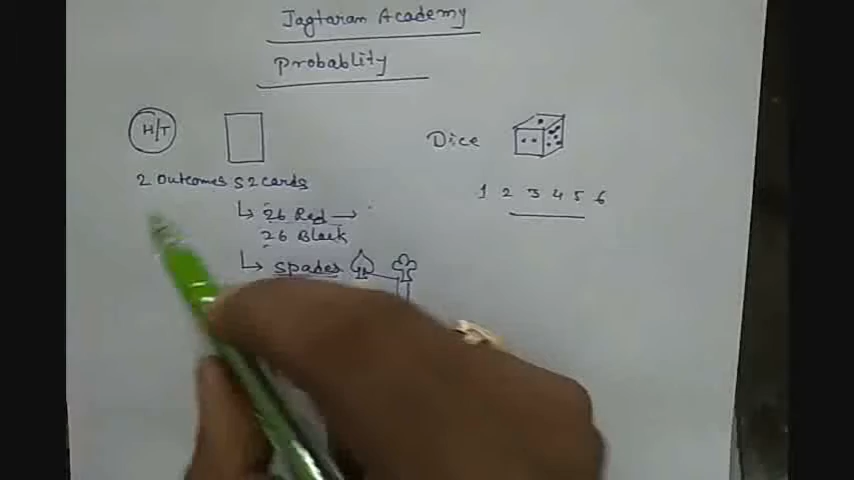 Jagtaran Academy
Probablity
H/T
Dice
2 Outcomes 52 cards
1 2 3 4 5 6
26 Red
26 Black
spades